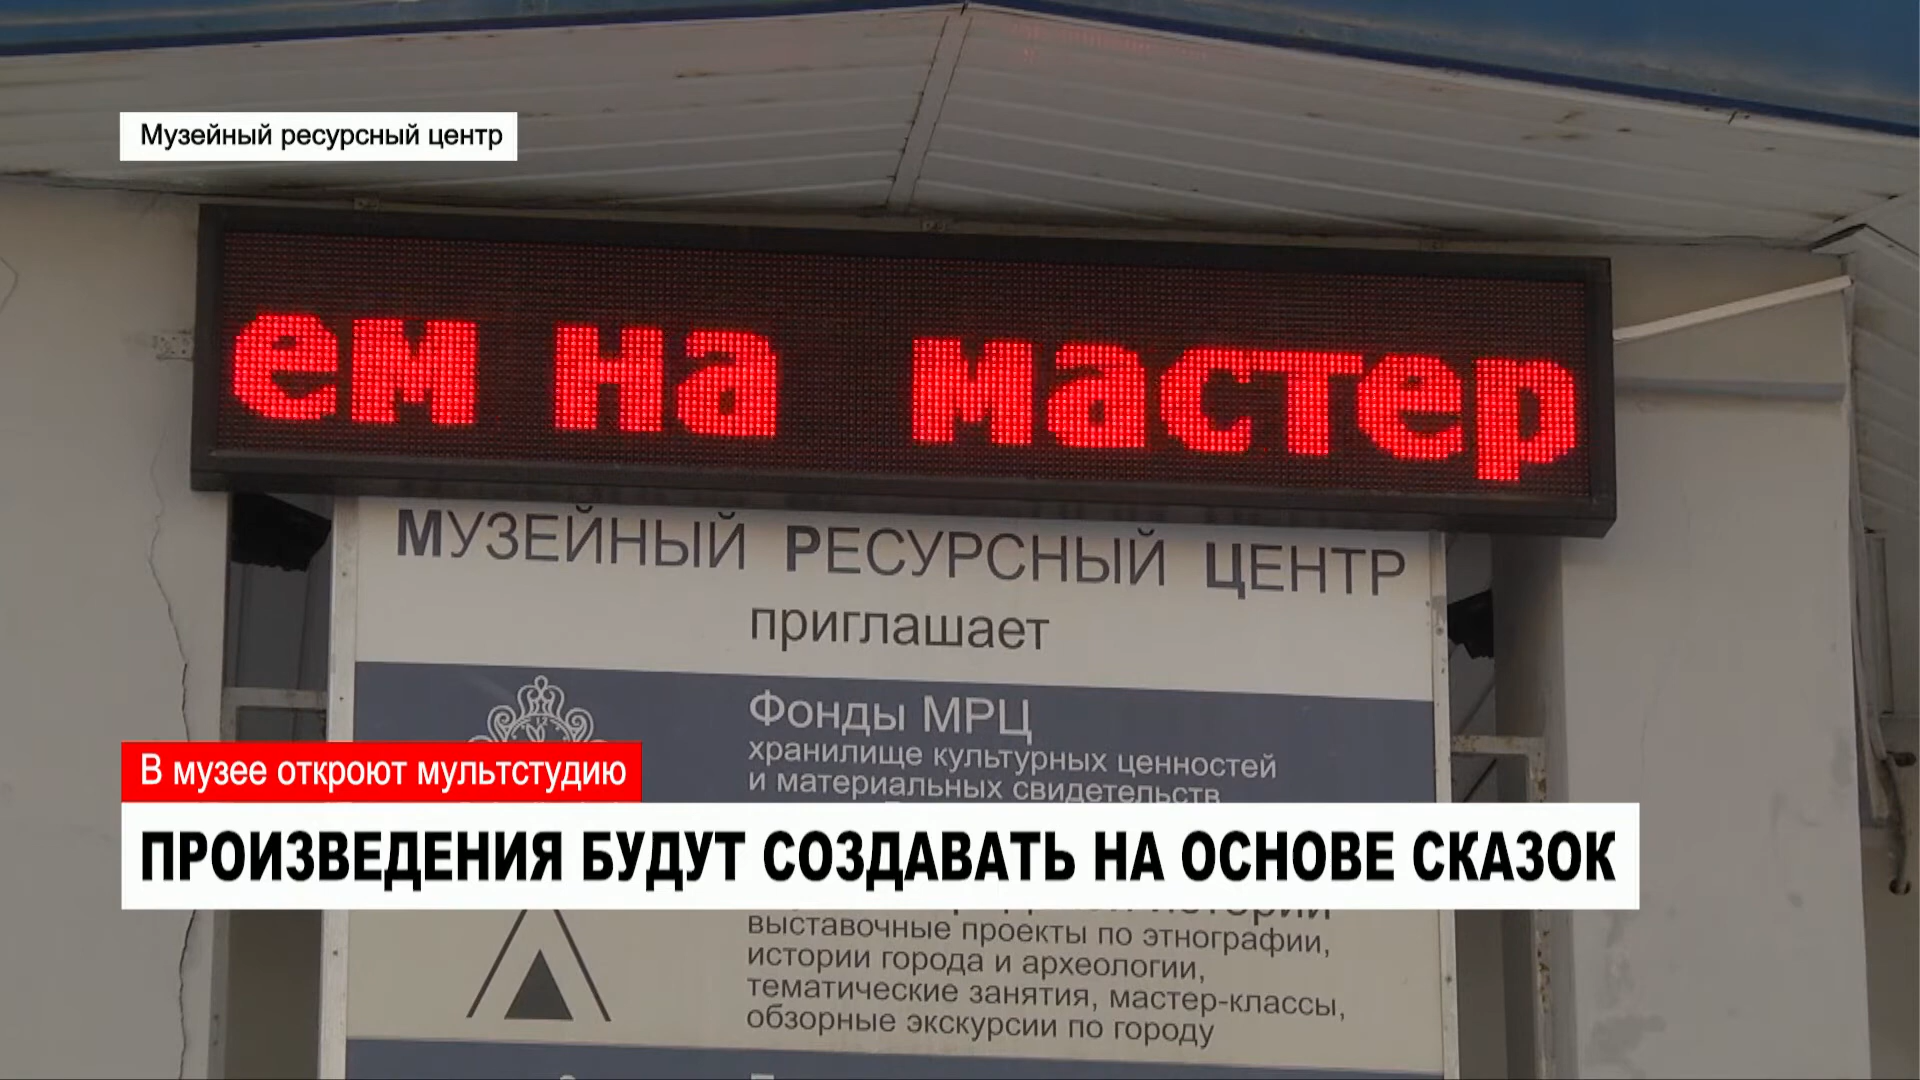 Музейный ресурсный центр
ем на мастер
МУЗЕЙНЫЙ РЕСУРСНЫЙ ЦЕНТР
приглашает
Фонды МРЦ
хранилище культурных ценностей
и материальных свидетельств
В музее откроют мультстудию
ПРОИЗВЕДЕНИЯ БУДУТ СОЗДАВАТЬ НА ОСНОВЕ СКАЗОК
истории
выставочные проекты по этнографии,
истории города и археологии,
тематические занятия, мастер-классы,
обзорные экскурсии по городу